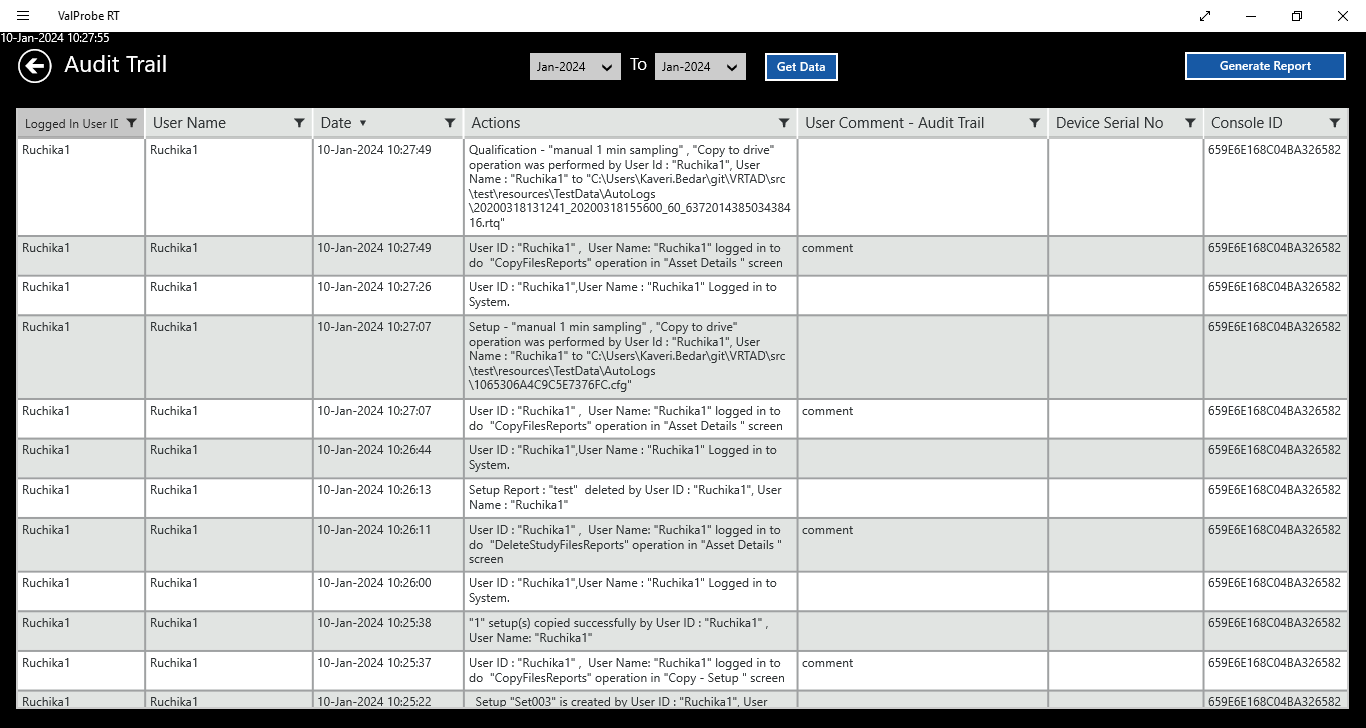 ValProbe RT
10-Jan-2024 10:27:55
Audit Trail
Jan-2024 To Jan-2024 Get Data Generate Report
Logged In User ID User Name Date Actions User Comment - Audit Trail Device Serial No Console ID
Ruchika1 Ruchika1 10-Jan-2024 10:27:49 Qualification - "manual 1 min sampling" , "Copy to drive" 659E6E168C04BA326582
operation was performed by User Id : "Ruchika1", User
Name : "Ruchika1" to "C:\Users\Kaveri.Bedar\git\VRTAD\src
\test\resources\TestData\AutoLogs
\20200318131241_20200318155600_60_6372014385034384
16.rtq"
Ruchika1 Ruchika1 10-Jan-2024 10:27:49 User ID : "Ruchika1" ,  User Name: "Ruchika1" logged in to comment 659E6E168C04BA326582
do  "CopyFilesReports" operation in "Asset Details " screen
Ruchika1 Ruchika1 10-Jan-2024 10:27:26 User ID : "Ruchika1",User Name : "Ruchika1" Logged in to 659E6E168C04BA326582
System.
Ruchika1 Ruchika1 10-Jan-2024 10:27:07 Setup - "manual 1 min sampling" , "Copy to drive" 659E6E168C04BA326582
operation was performed by User Id : "Ruchika1", User
Name : "Ruchika1" to "C:\Users\Kaveri.Bedar\git\VRTAD\src
\test\resources\TestData\AutoLogs
\1065306A4C9C5E7376FC.cfg"
Ruchika1 Ruchika1 10-Jan-2024 10:27:07 User ID : "Ruchika1" ,  User Name: "Ruchika1" logged in to comment 659E6E168C04BA326582
do  "CopyFilesReports" operation in "Asset Details " screen
Ruchika1 Ruchika1 10-Jan-2024 10:26:44 User ID : "Ruchika1",User Name : "Ruchika1" Logged in to 659E6E168C04BA326582
System.
Ruchika1 Ruchika1 10-Jan-2024 10:26:13 Setup Report : "test"  deleted by User ID : "Ruchika1", User 659E6E168C04BA326582
Name : "Ruchika1"
Ruchika1 Ruchika1 10-Jan-2024 10:26:11 User ID : "Ruchika1" ,  User Name: "Ruchika1" logged in to comment 659E6E168C04BA326582
do  "DeleteStudyFilesReports" operation in "Asset Details "
screen
Ruchika1 Ruchika1 10-Jan-2024 10:26:00 User ID : "Ruchika1",User Name : "Ruchika1" Logged in to 659E6E168C04BA326582
System.
Ruchika1 Ruchika1 10-Jan-2024 10:25:38 "1" setup(s) copied successfully by User ID : "Ruchika1" , 659E6E168C04BA326582
User Name: "Ruchika1"
Ruchika1 Ruchika1 10-Jan-2024 10:25:37 User ID : "Ruchika1" ,  User Name: "Ruchika1" logged in to comment 659E6E168C04BA326582
do  "CopyFilesReports" operation in "Copy - Setup " screen
Ruchika1 Ruchika1 10-Jan-2024 10:25:22 Setup "Set003" is created by User ID : "Ruchika1", User 659E6E168C04BA326582